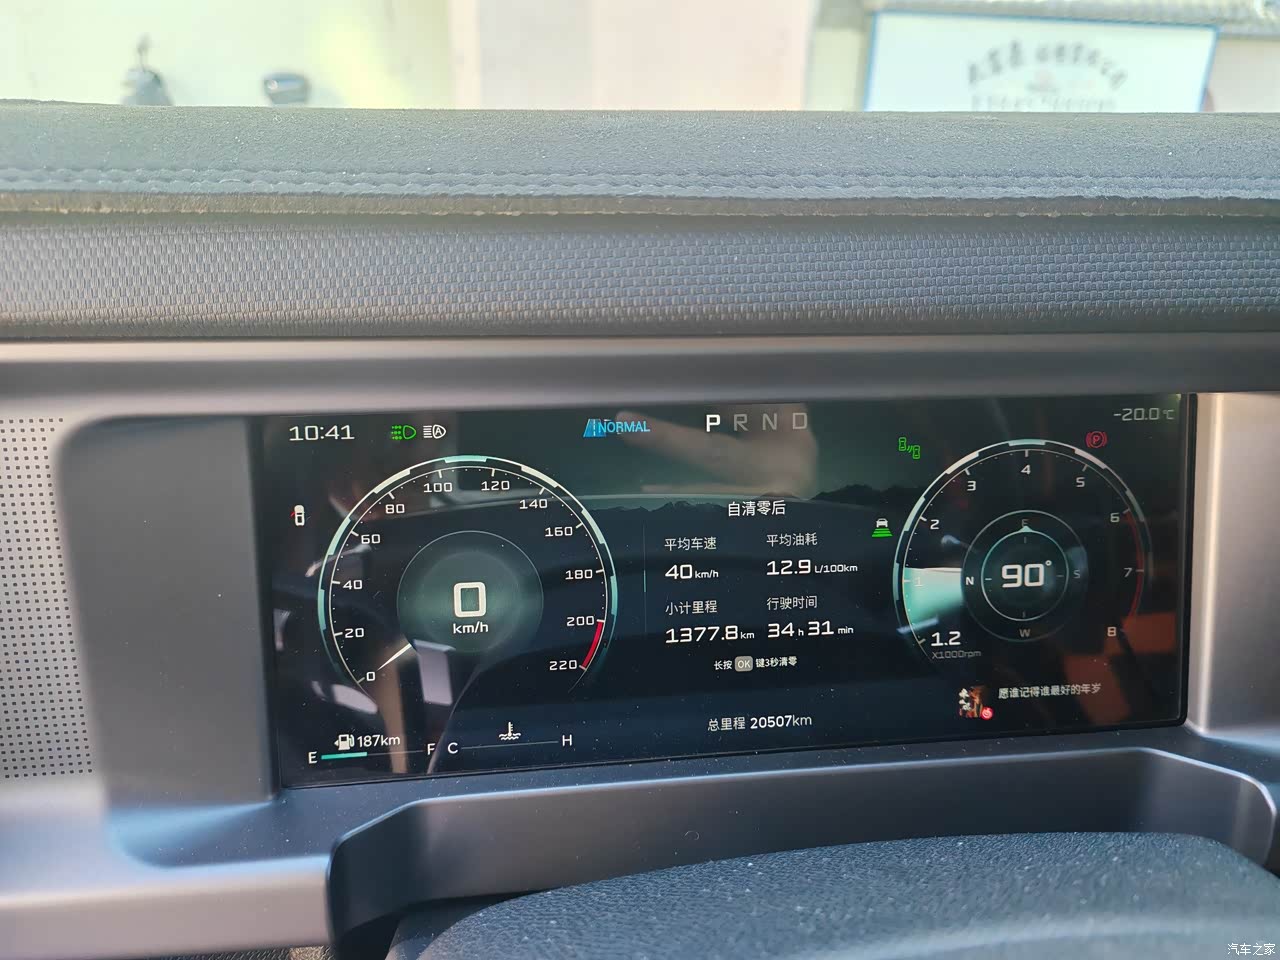 10:41
NORMAL
P R N D
-20.0℃
0 20 40 60 80 100 120 140 160 180 200 220
0
km/h
自清零后
平均车速 平均油耗
40 km/h 12.9 L/100km
小计里程 行驶时间
1377.8 km 34 h 31 min
长按 OK 键3秒清零
1 2 3 4 5 6 7 8
E
N 90° S
W
1.2
X1000rpm
愿谁记得谁最好的年岁
总里程 20507km
187km
E F C H
汽车之家